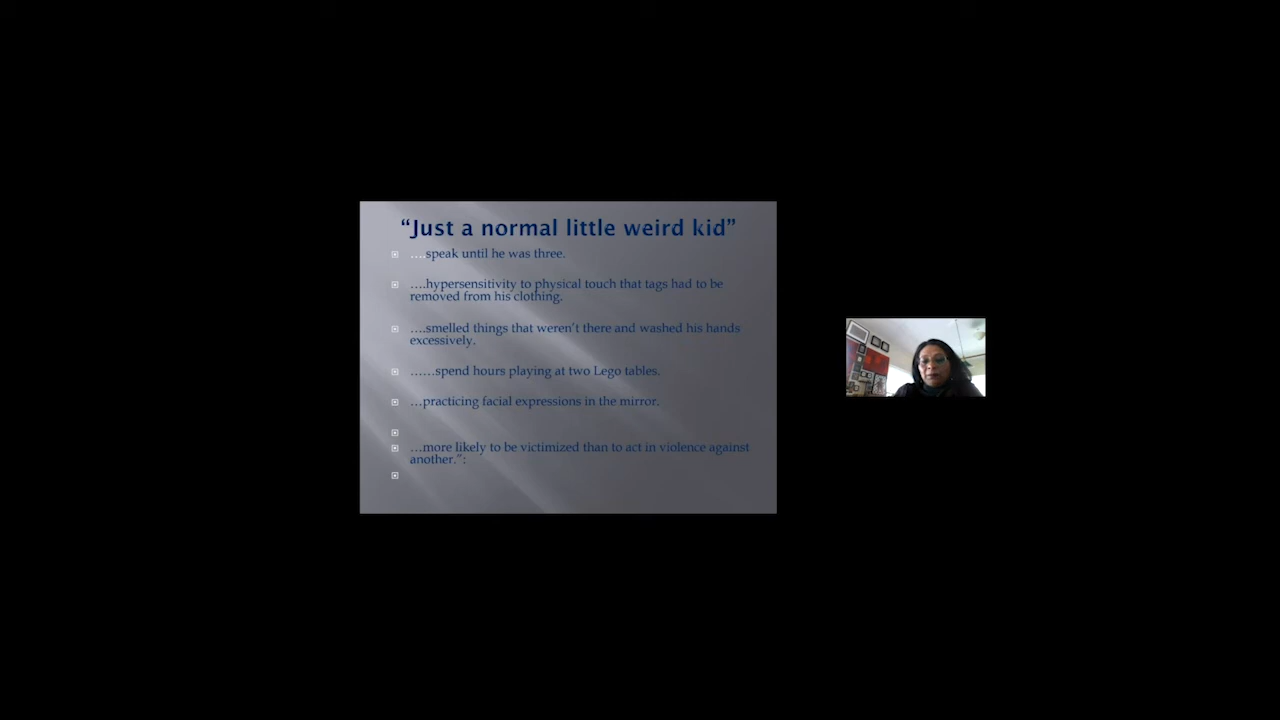 “Just a normal little weird kid”
….speak until he was three.
….hypersensitivity to physical touch that tags had to be
removed from his clothing.
….smelled things that weren’t there and washed his hands
excessively.
……spend hours playing at two Lego tables.
…practicing facial expressions in the mirror.
…more likely to be victimized than to act in violence against
another.”: